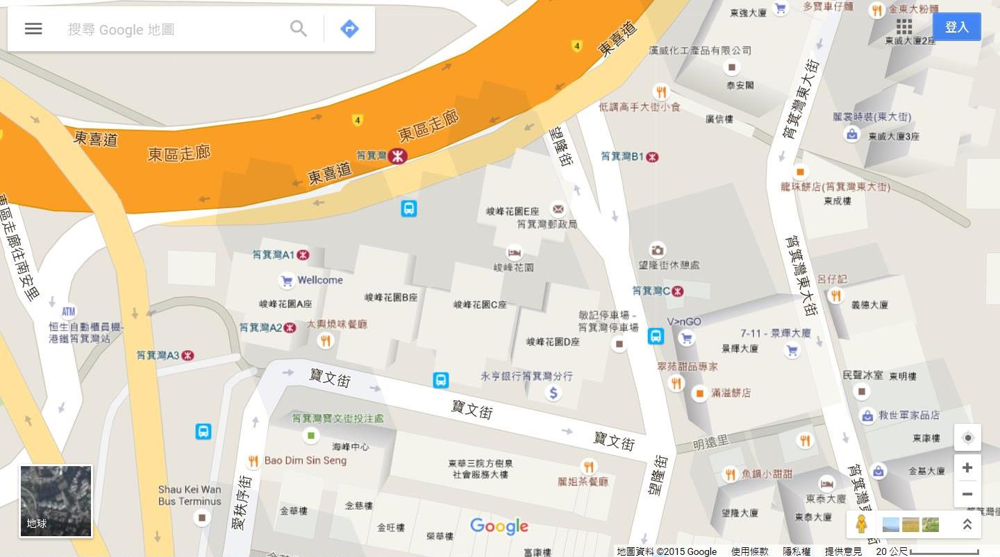 搜尋 Google 地圖
登入
東強大廈
多寶車仔麵
金東大粉麵
東威大廈2座
東喜道
4
漢威化工產品有限公司
泰安閣
低調高手大街小食
廣信樓
筲箕灣東大街
麗裳時裝(東大街)
東威大廈3座
4
東區走廊
東喜道
東區走廊
筲箕灣
東喜道
望隆街
筲箕灣B1
龍珠餅店(筲箕灣東大街)
東成樓
東區走廊往南安里
峻峰花園E座
筲箕灣郵政局
筲箕灣A1
Wellcome
峻峰花園
望隆街休憩處
筲箕灣東大街
呂仔記
峻峰花園A座
峻峰花園B座
峻峰花園C座
筲箕灣C
義德大廈
ATM
恒生自動櫃員機-
港鐵筲箕灣站
筲箕灣A2
太興燒味餐廳
敏記停車場 -
筲箕灣停車場
V>nGO
7-11 - 景輝大廈
景輝大廈
峻峰花園D座
筲箕灣A3
翠苑甜品專家
寶文街
永亨銀行筲箕灣分行
民聲冰室
東明樓
滿溢餅店
寶文街
筲箕灣寶文街投注處
救世軍家品店
寶文街
明遠里
東康樓
海峰中心
Bao Dim Sin Seng
東華三院方樹泉
社會服務大樓
麗姐茶餐廳
望隆街
魚鍋小甜甜
金基大廈
Shau Kei Wan
Bus Terminus
愛秩序街
金華樓
念慈樓
東泰大廈
望隆大廈
東泰大廈
地球
金旺樓
榮華樓
Google
富康樓
地圖資料 ©2015 Google
使用條款
隱私權
提供意見
20 公尺